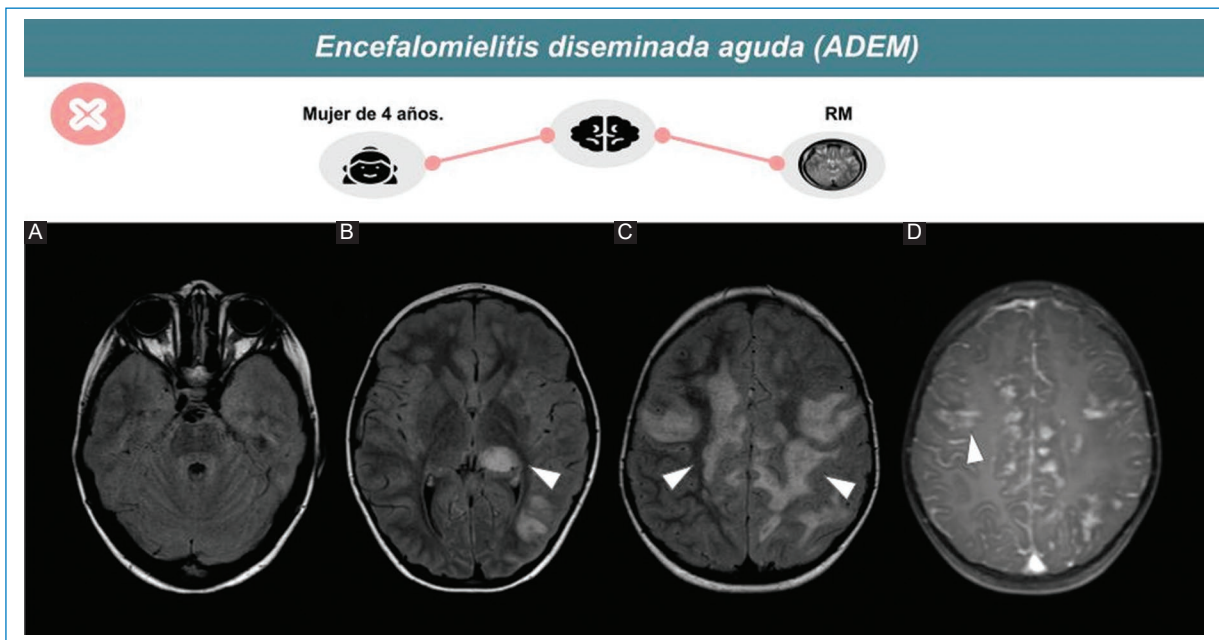 Encefalomielitis diseminada aguda (ADEM)
Mujer de 4 años.
RM
A
B
C
D